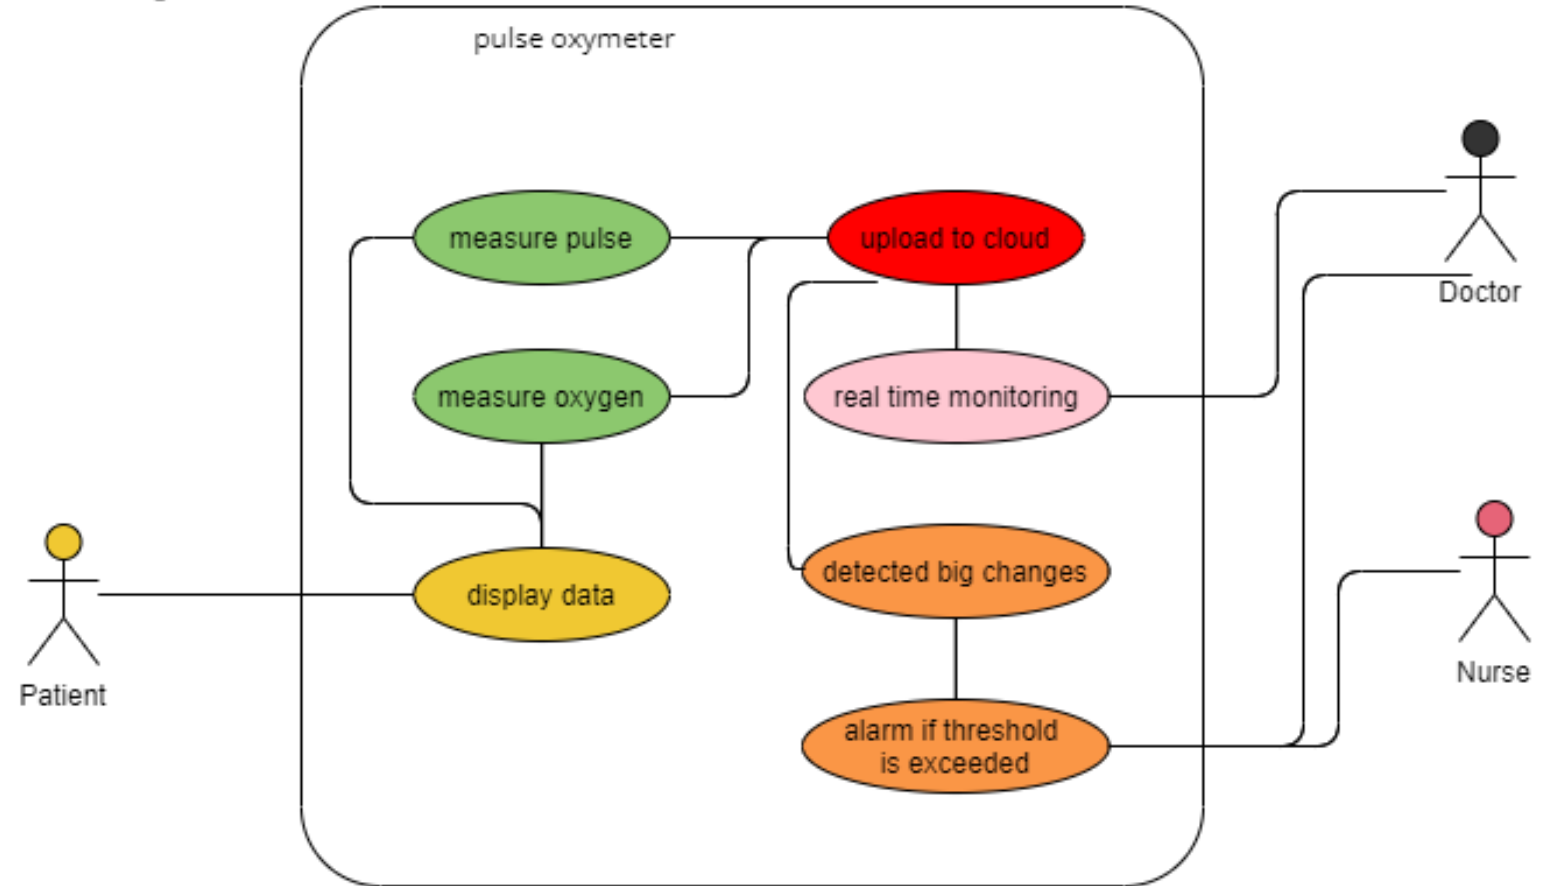 pulse oxymeter
measure pulse
upload to cloud
Doctor
measure oxygen
real time monitoring
detected big changes
display data
Patient
Nurse
alarm if threshold
is exceeded